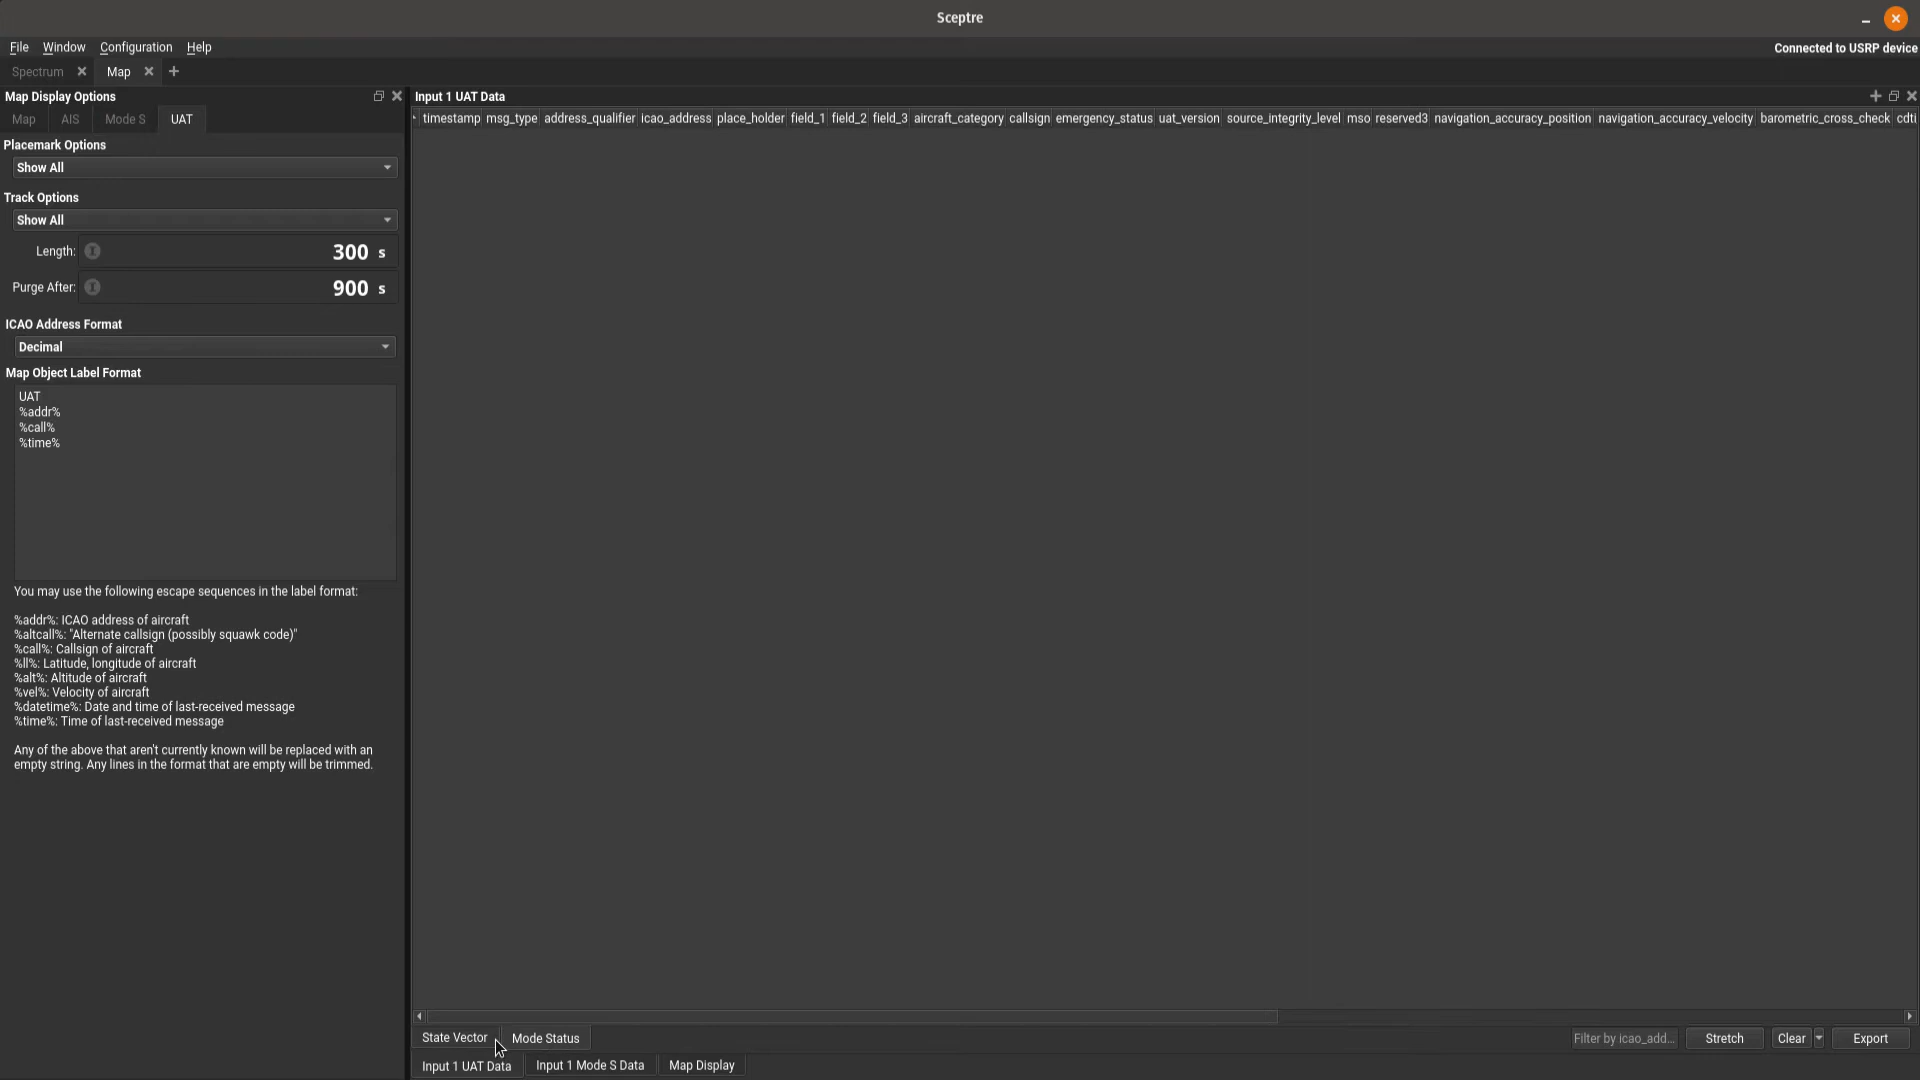 Sceptre
File Window Configuration Help
Connected to USRP device
Spectrum Map
Map Display Options
Input 1 UAT Data
Map AIS Mode S UAT
timestamp msg_type address_qualifier icao_address place_holder field_1 field_2 field_3 aircraft_category callsign emergency_status uat_version source_integrity_level mso reserved3 navigation_accuracy_position navigation_accuracy_velocity barometric_cross_check cdti
Placemark Options
Show All
Track Options
Show All
Length: 300 s
Purge After: 900 s
ICAO Address Format
Decimal
Map Object Label Format
UAT
%addr%
%call%
%time%
You may use the following escape sequences in the label format:
%addr%: ICAO address of aircraft
%altcall%: "Alternate callsign (possibly squawk code)"
%call%: Callsign of aircraft
%ll%: Latitude, longitude of aircraft
%alt%: Altitude of aircraft
%vel%: Velocity of aircraft
%datetime%: Date and time of last-received message
%time%: Time of last-received message
Any of the above that aren't currently known will be replaced with an
empty string. Any lines in the format that are empty will be trimmed.
State Vector Mode Status
Filter by icao_add... Stretch Clear Export
Input 1 UAT Data Input 1 Mode S Data Map Display